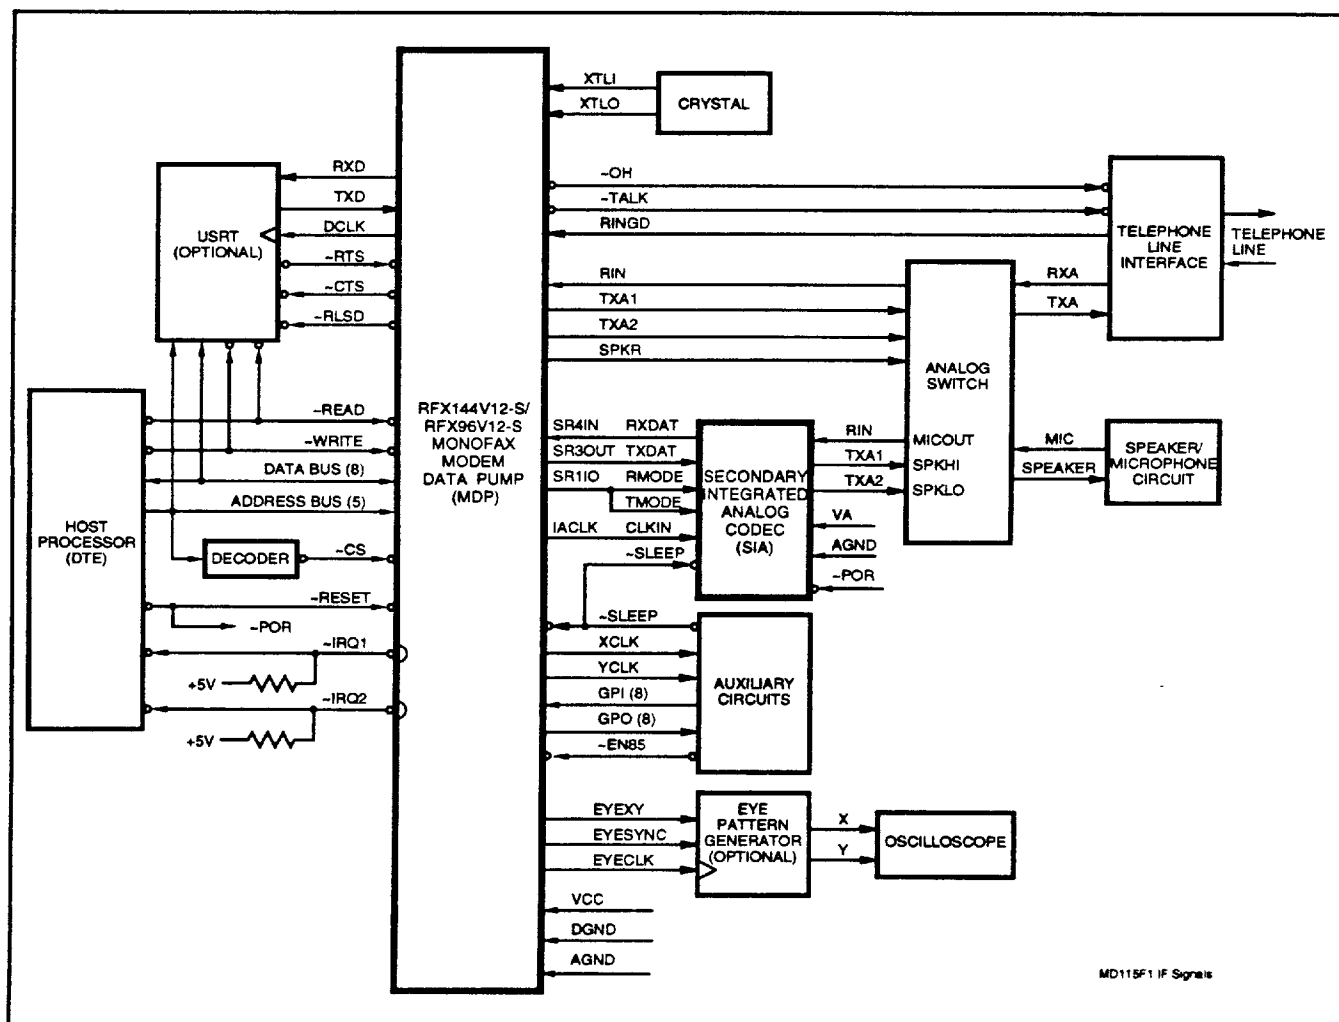 XTLI
XTLO
CRYSTAL
RXD
TXD
DCLK
~RTS
~CTS
~RLSD
USRT
(OPTIONAL)
~OH
~TALK
RINGD
TELEPHONE
LINE
INTERFACE
TELEPHONE
LINE
RIN
TXA1
TXA2
SPKR
RXA
TXA
ANALOG
SWITCH
MICOUT
SPKHI
SPKLO
HOST
PROCESSOR
(DTE)
~READ
~WRITE
DATA BUS (8)
ADDRESS BUS (5)
DECODER
~CS
~RESET
~POR
~IRQ1
+5V
~IRQ2
+5V
RFX144V12-S/
RFX96V12-S
MONOFAX
MODEM
DATA PUMP
(MDP)
SR4IN RXDAT
SR3OUT TXDAT
SR1IO RMODE
TMODE
IACLK CLKIN
~SLEEP
SECONDARY
INTEGRATED
ANALOG
CODEC
(SIA)
RIN
TXA1
TXA2
VA
AGND
~POR
MIC
SPEAKER
SPEAKER/
MICROPHONE
CIRCUIT
~SLEEP
XCLK
YCLK
GPI (8)
GPO (8)
~EN85
AUXILIARY
CIRCUITS
EYEXY
EYESYNC
EYECLK
EYE
PATTERN
GENERATOR
(OPTIONAL)
X
Y
OSCILLOSCOPE
VCC
DGND
AGND
MD115F1 IF Signals